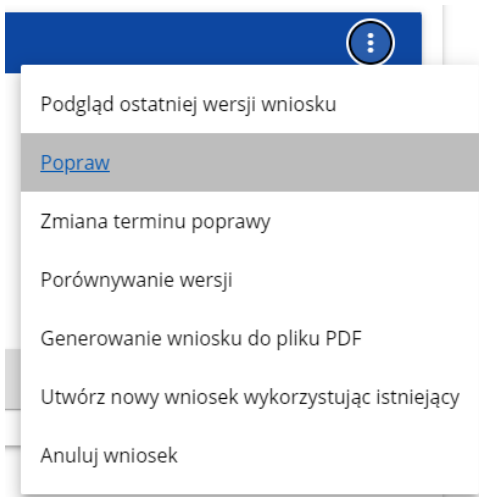 Podgląd ostatniej wersji wniosku
Popraw
Zmiana terminu poprawy
Porównywanie wersji
Generowanie wniosku do pliku PDF
Utwórz nowy wniosek wykorzystując istniejący
Anuluj wniosek